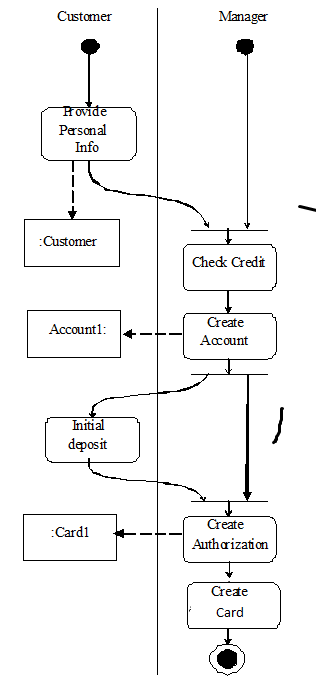 Customer
Manager
Provide
Personal
Info
:Customer
Check Credit
Account1:
Create
Account
Initial
deposit
:Card1
Create
Authorization
Create
Card